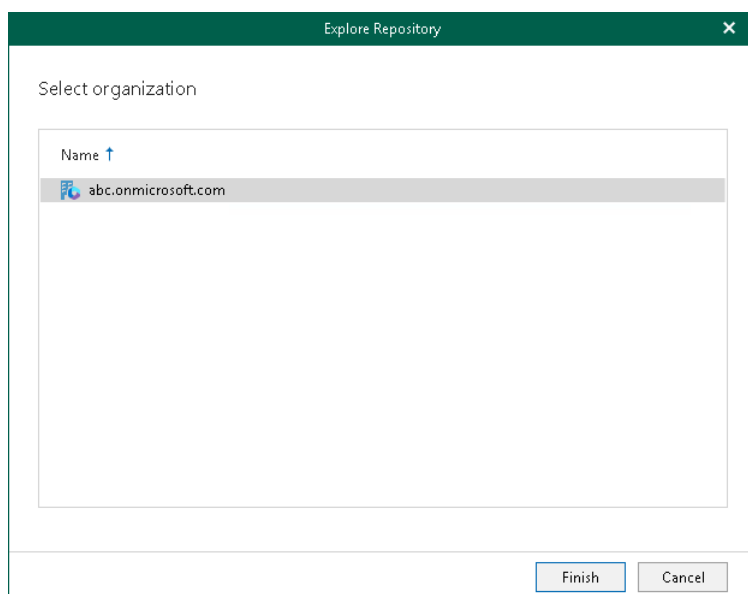 Explore Repository
Select organization
Name
abc.onmicrosoft.com
Finish Cancel